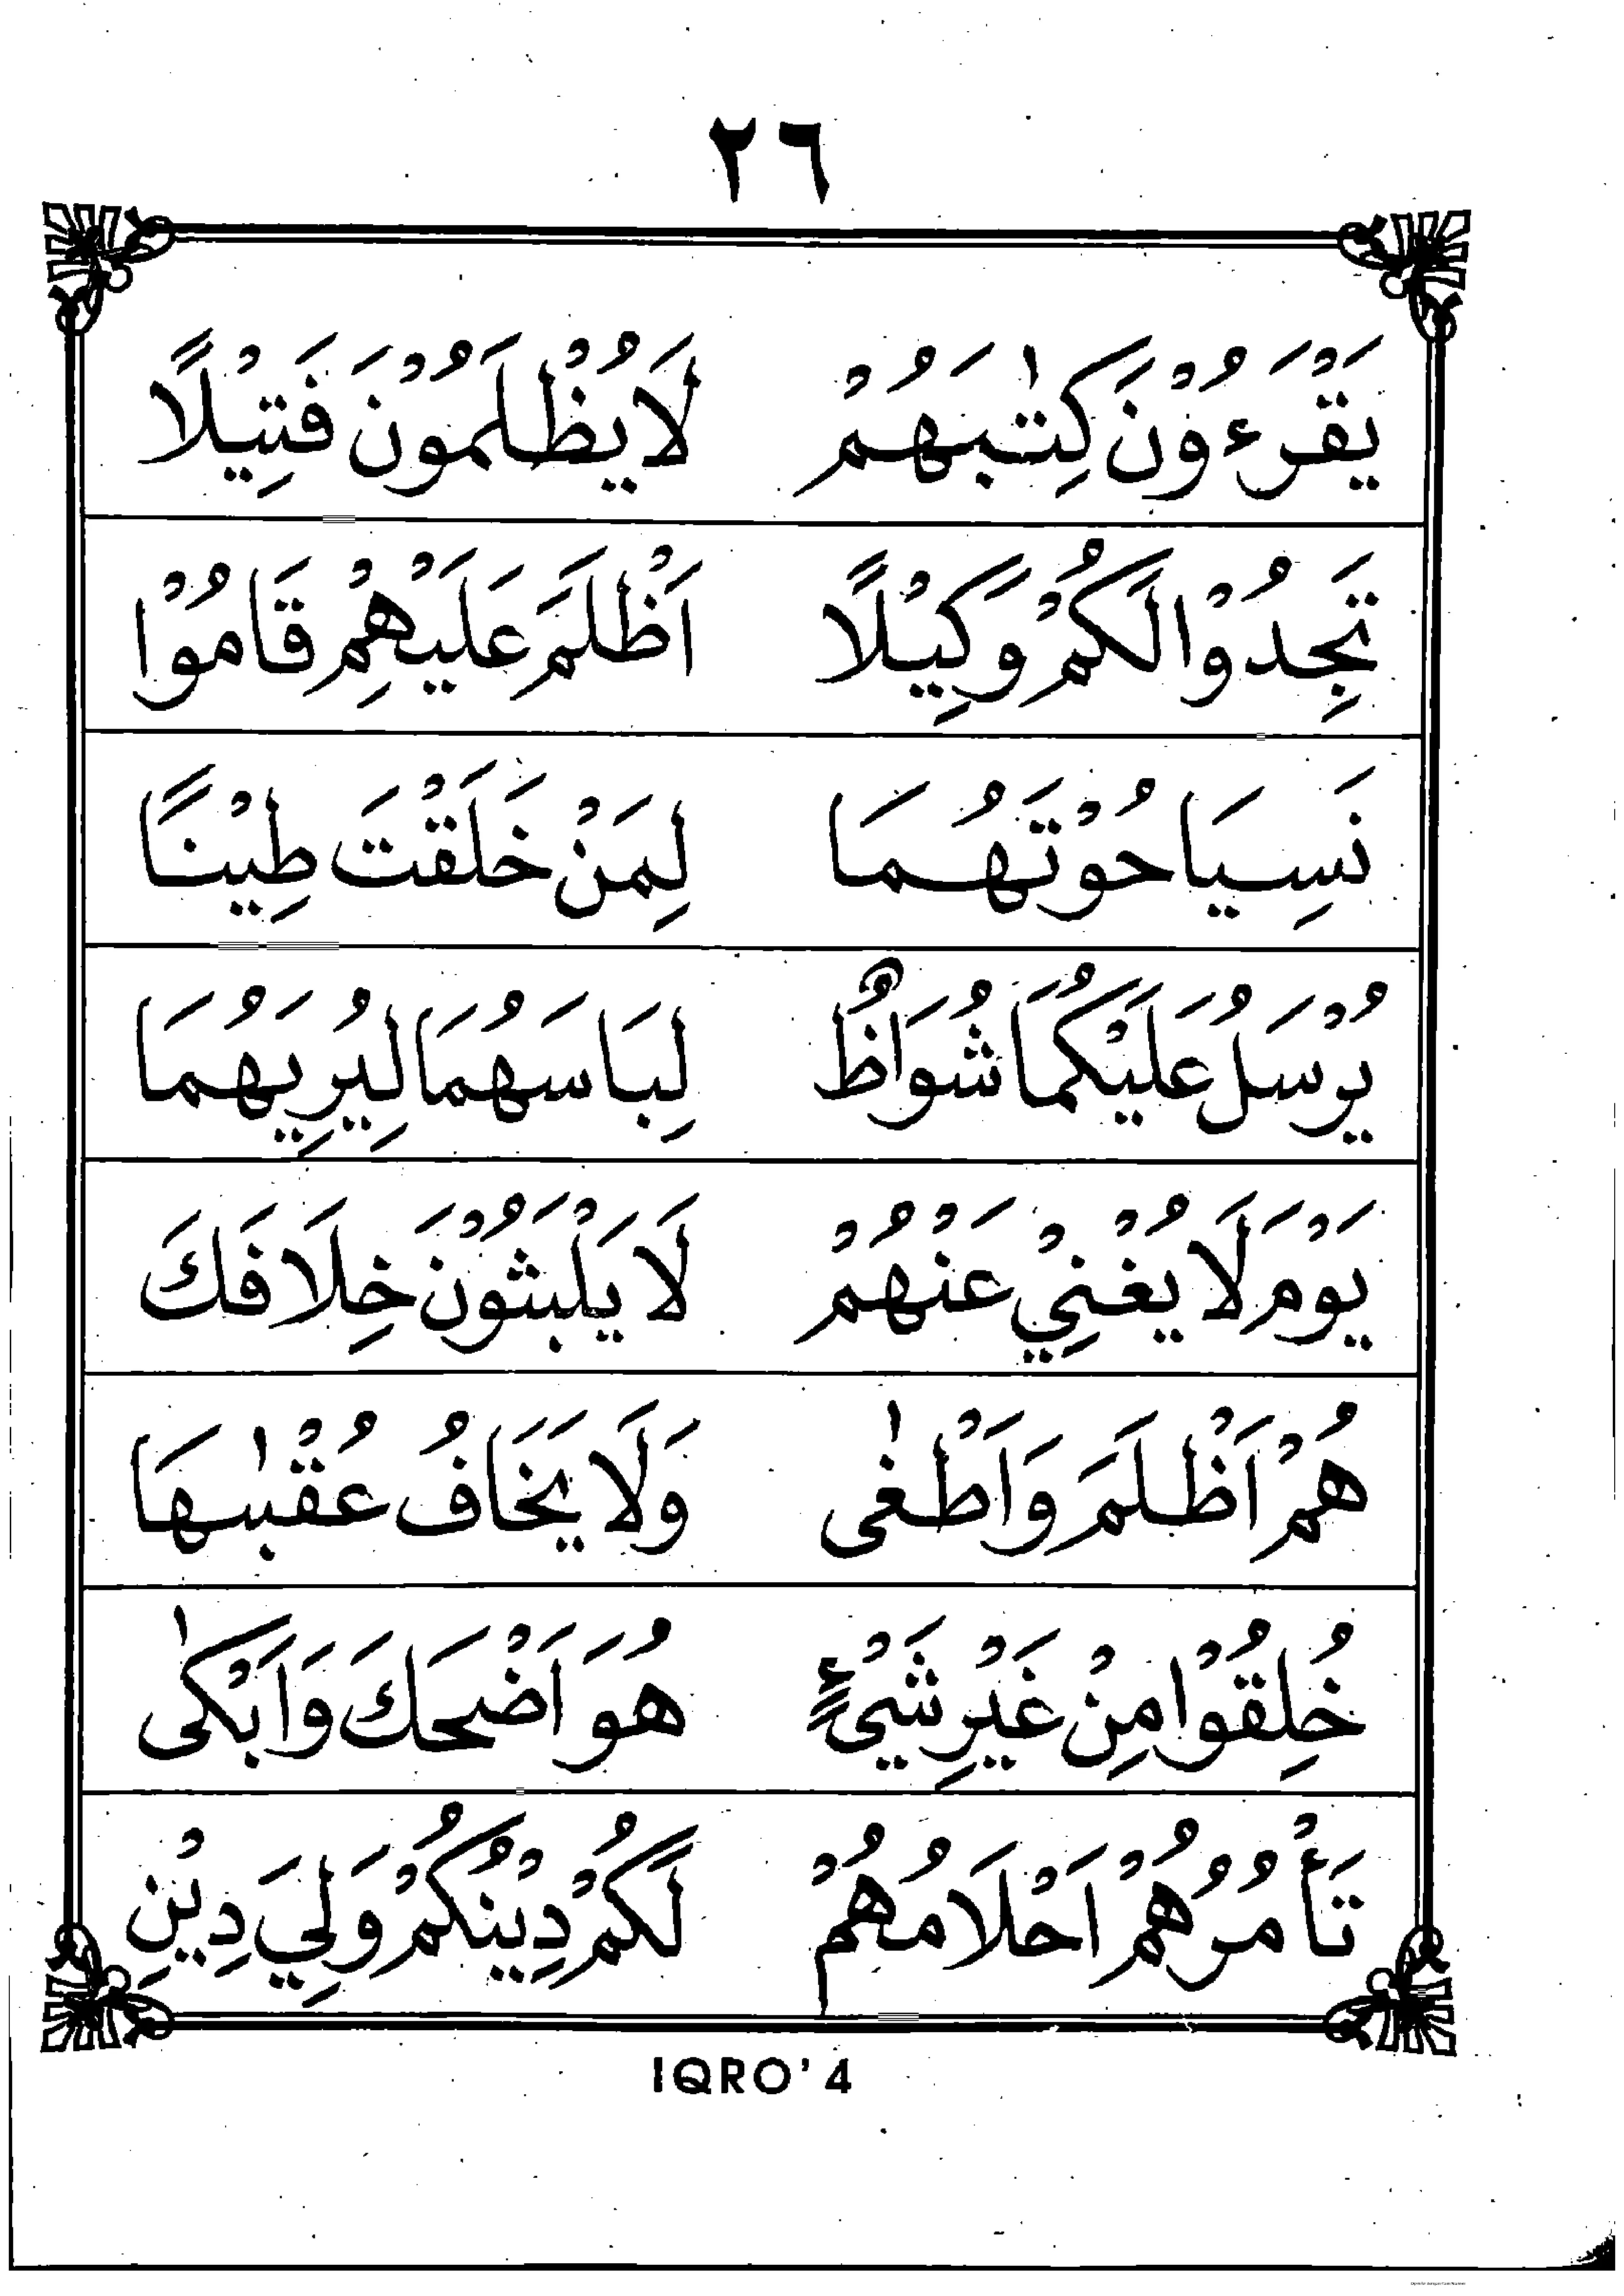 ٢٦
يَقْرَءُوْنَ كِتٰبَهُمْ لَا يُظْلَمُوْنَ فَتِيْلًا
تَجِدُوْا لَكُمْ وَكِيْلًا اَظْلَمَ عَلَيْهِمْ قَامُوْا
نَسِيَا حُوْتَهُمَا لِمَنْ خَلَقْتَ طِيْنًا
يُرْسَلُ عَلَيْكُمَا شُوَاظٌ لِبَاسَهُمَا لِيُرِيَهُمَا
يَوْمَ لَا يُغْنِيْ عَنْهُمْ لَا يَلْبَثُوْنَ خِلَافَكَ
هُمْ اَظْلَمَ وَاَطْغٰى وَلَا يَخَافُ عُقْبٰهَا
خُلِقُوْا مِنْ غَيْرِ شَيْءٍ هُوَ اَضْحَكَ وَاَبْكٰى
تَأْمُرُهُمْ اَحْلَامُهُمْ لَكُمْ دِيْنُكُمْ وَلِيَ دِيْنِ
IQRO' 4